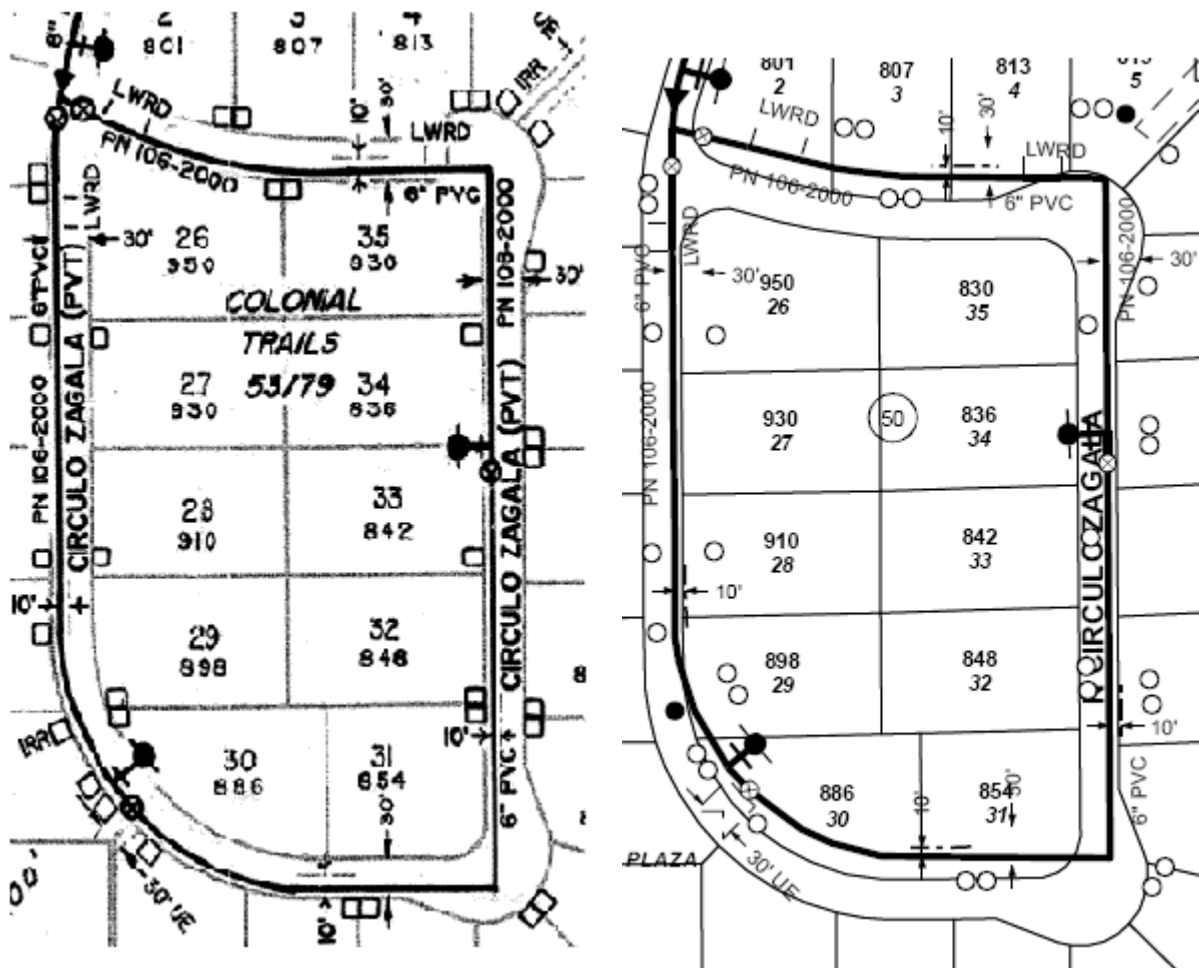 2
801
3
807
4
813
8"
UE
IRR
LWRD
10'
30'
LWRD
PN 106-2000
6" PVC
LWRD
30'
26
950
35
830
PN 106-2000
30'
6" PVC
COLONIAL
TRAILS
53/79
CIRCULO ZAGALA (PVT)
27
930
34
836
PN 106-2000
CIRCULO ZAGALA (PVT)
28
910
33
842
10'
29
898
32
848
IRR
10'
6" PVC
30
886
31
854
30'
30' UE
10'
801
2
807
3
813
4
5
LWRD
10'
30'
LWRD
PN 106-2000
6" PVC
LWRD
30'
950
26
830
35
PN 106-2000
30'
6" PVC
PN 106-2000
930
27
50
836
34
CIRCULO ZAGALA
910
28
842
33
10'
898
29
848
32
10'
6" PVC
886
30
10'
854
31
30'
PLAZA
30' UE